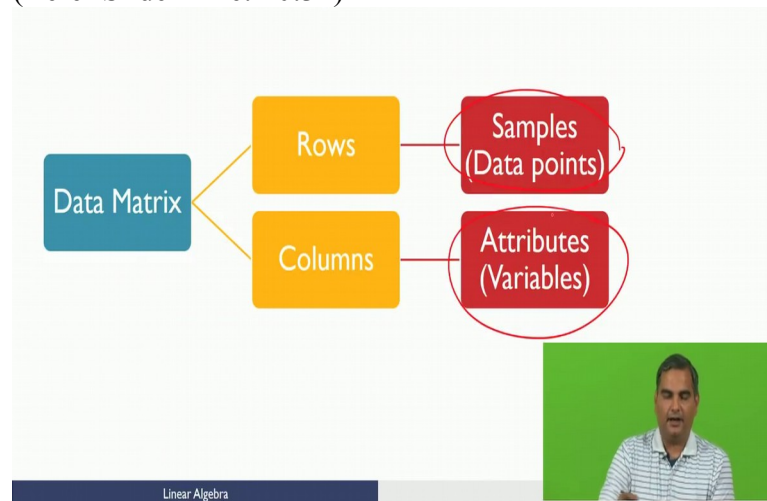 Data Matrix
Rows
Samples
(Data points)
Columns
Attributes
(Variables)
Linear Algebra